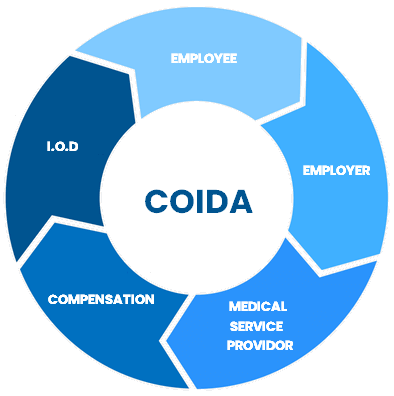 EMPLOYEE
I.O.D
EMPLOYER
COIDA
COMPENSATION
MEDICAL
SERVICE
PROVIDOR